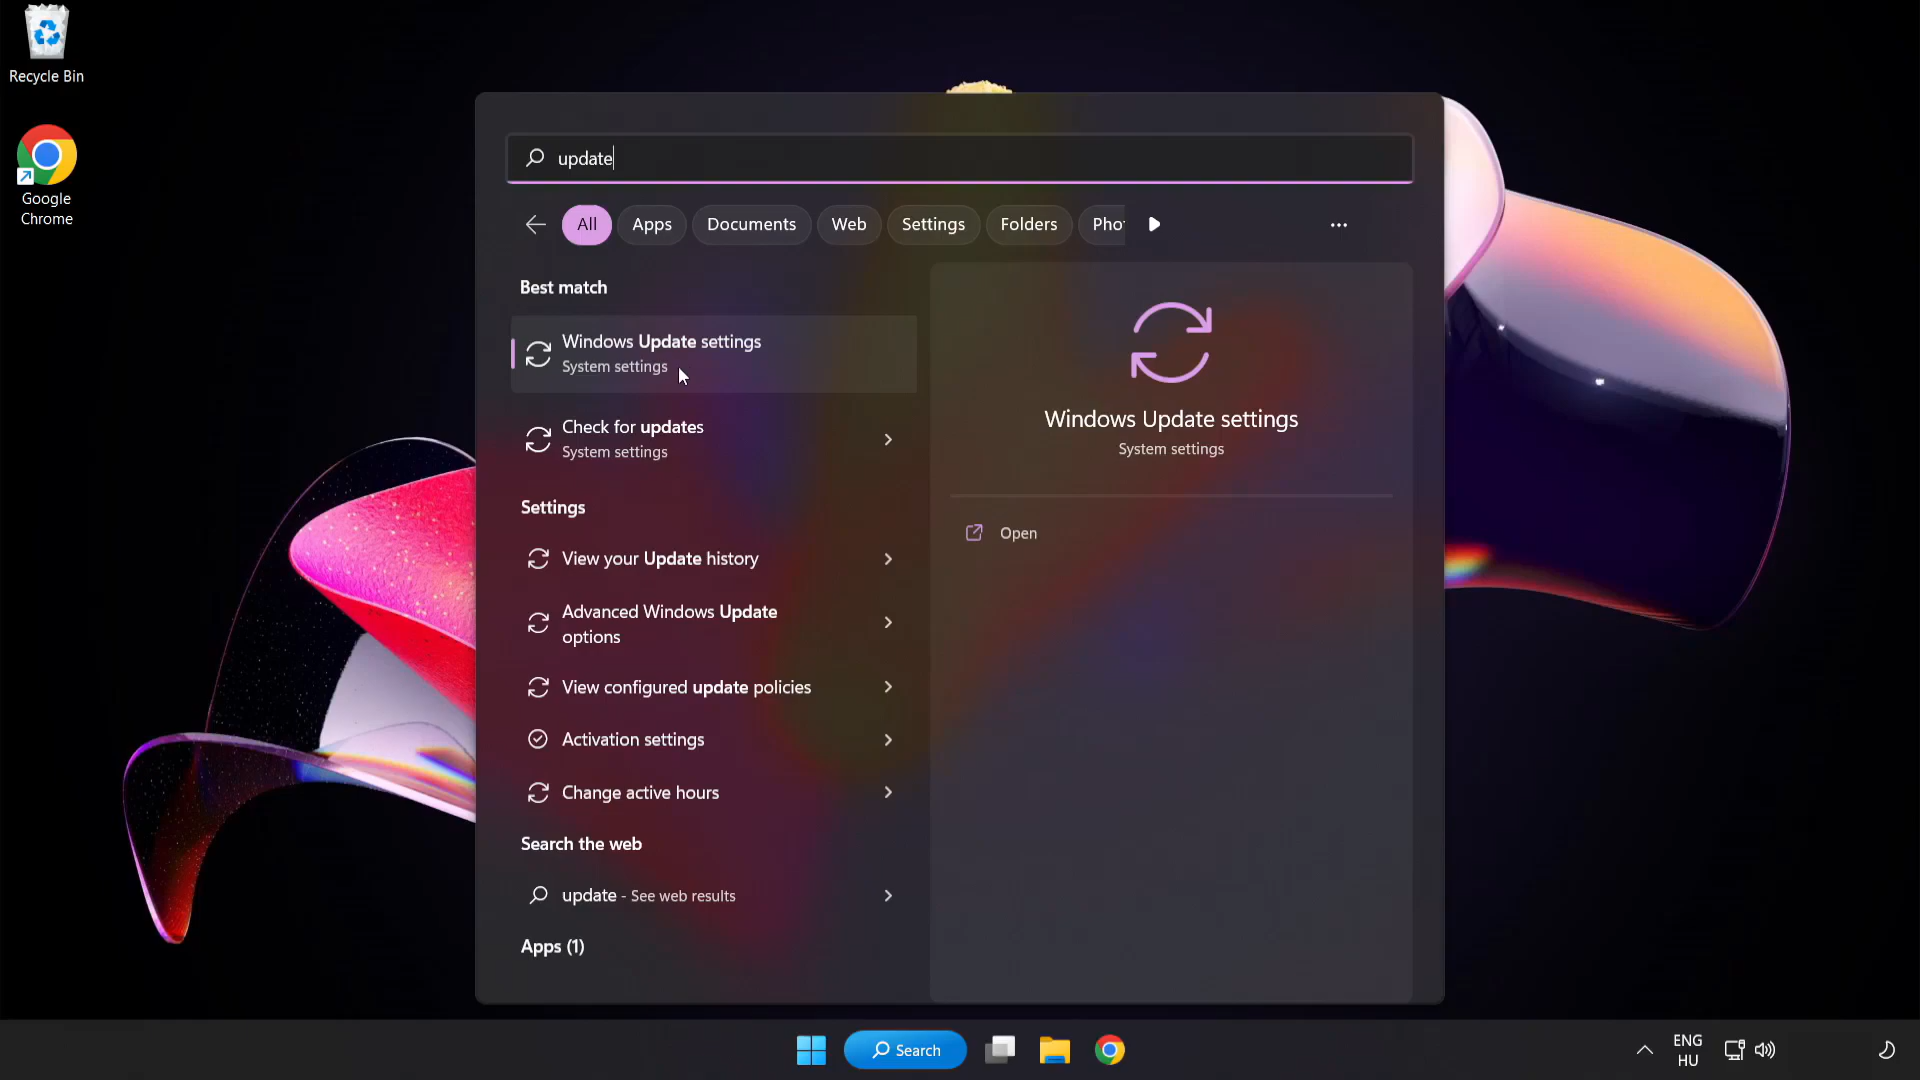 Recycle Bin
Google
Chrome
update
All
Apps
Documents
Web
Settings
Folders
Best match
Windows Update settings
System settings
Check for updates
System settings
Settings
View your Update history
Advanced Windows Update
options
View configured update policies
Activation settings
Change active hours
Search the web
update - See web results
Apps (1)
Windows Update settings
System settings
Open
Search
ENG
HU